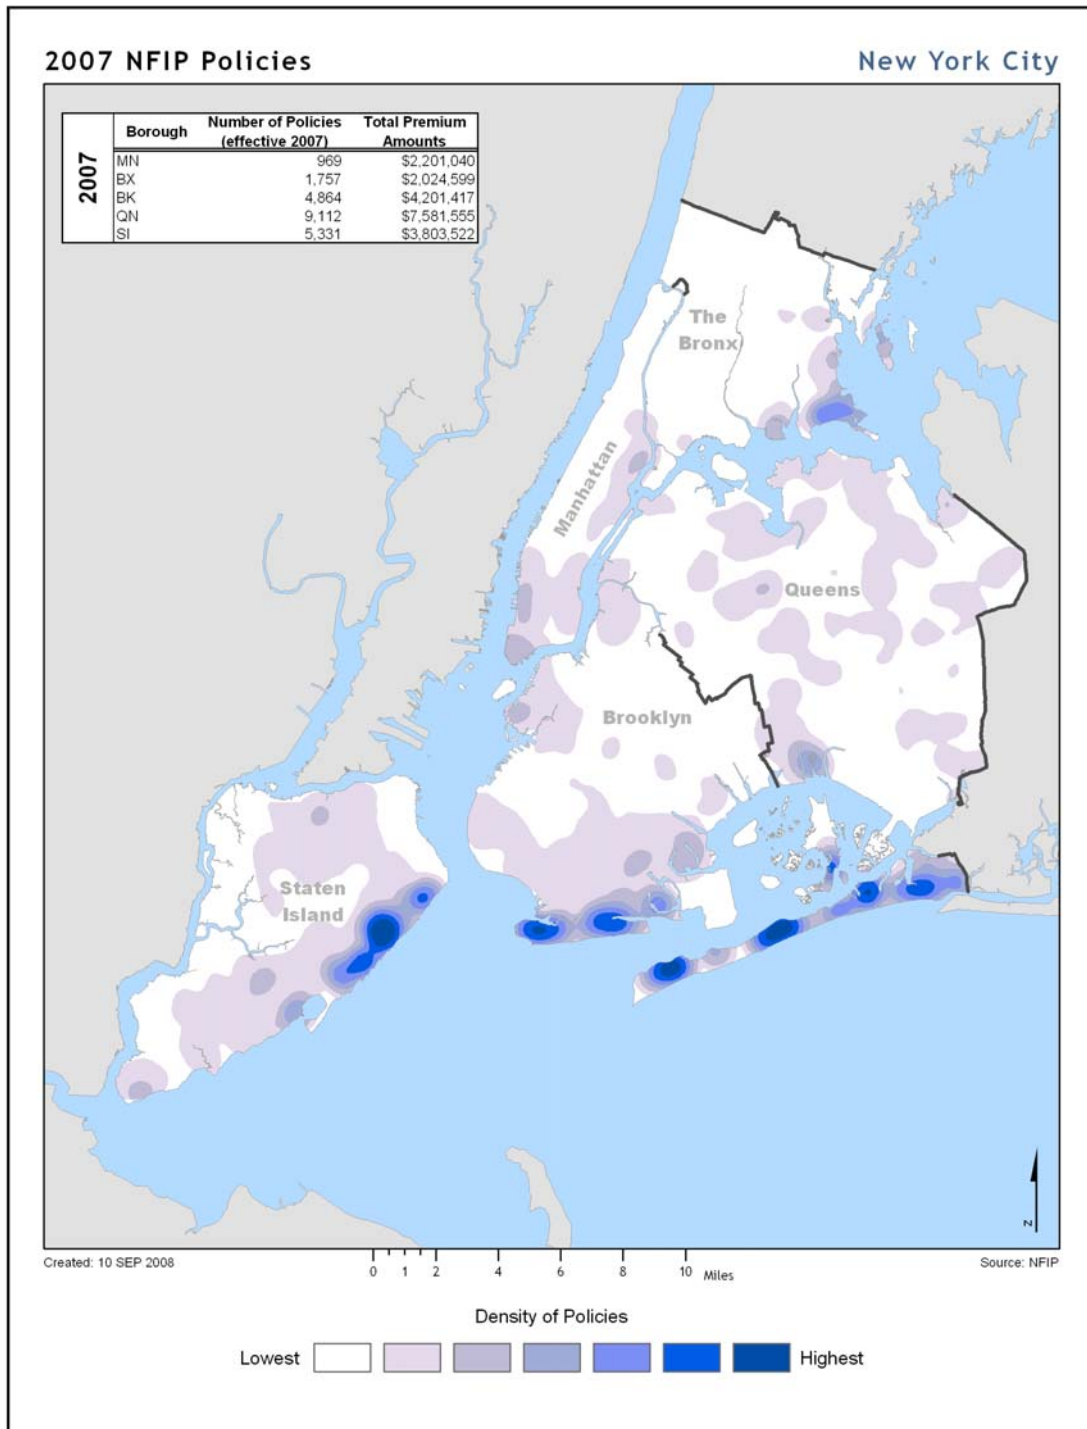 2007 NFIP Policies
New York City
2007
Borough Number of Policies (effective 2007) Total Premium Amounts
MN 969 $2,201,040
BX 1,757 $2,024,599
BK 4,864 $4,201,417
QN 9,112 $7,581,555
SI 5,331 $3,803,522
The
Bronx
Manhattan
Queens
Brooklyn
Staten
Island
N
Created: 10 SEP 2008
0 1 2 4 6 8 10 Miles
Source: NFIP
Density of Policies
Lowest Highest